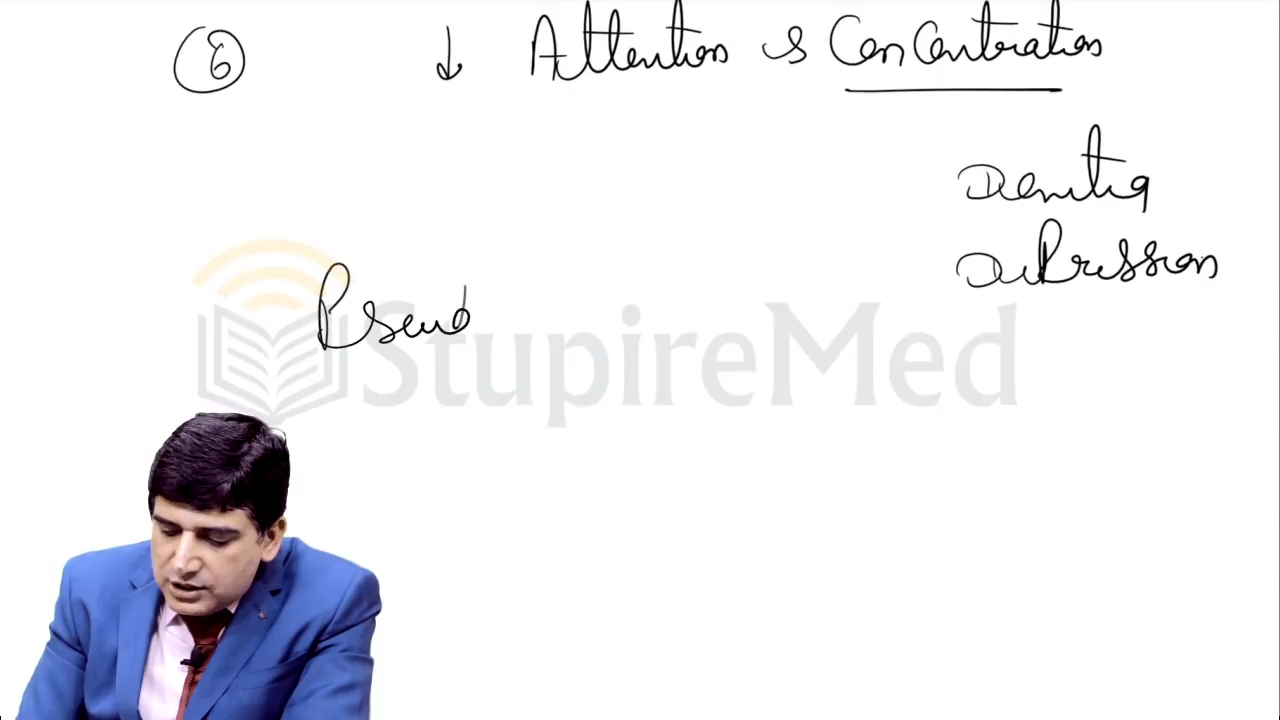 ⑥ ↓ Attention & Concentration
Dementia
Depression
Pseud
StupireMed